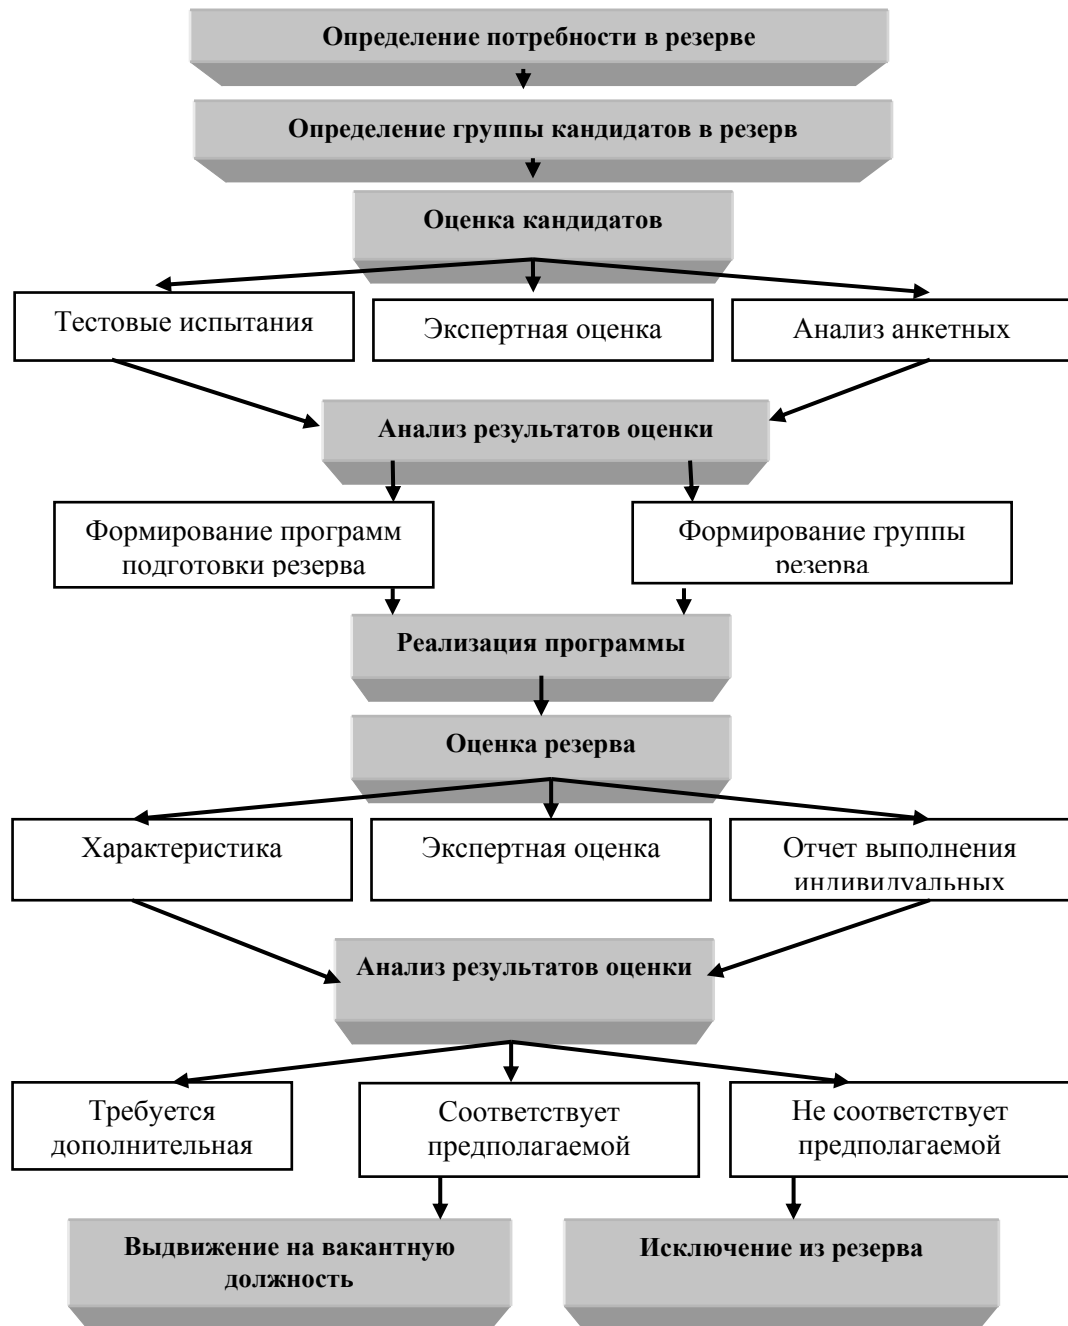 Определение потребности в резерве
Определение группы кандидатов в резерв
Оценка кандидатов
Тестовые испытания
Экспертная оценка
Анализ анкетных
Анализ результатов оценки
Формирование программ
подготовки резерва
Формирование группы
резерва
Реализация программы
Оценка резерва
Характеристика
Экспертная оценка
Отчет выполнения
индивидуальных
Анализ результатов оценки
Требуется
дополнительная
Соответствует
предполагаемой
Не соответствует
предполагаемой
Выдвижение на вакантную
должность
Исключение из резерва